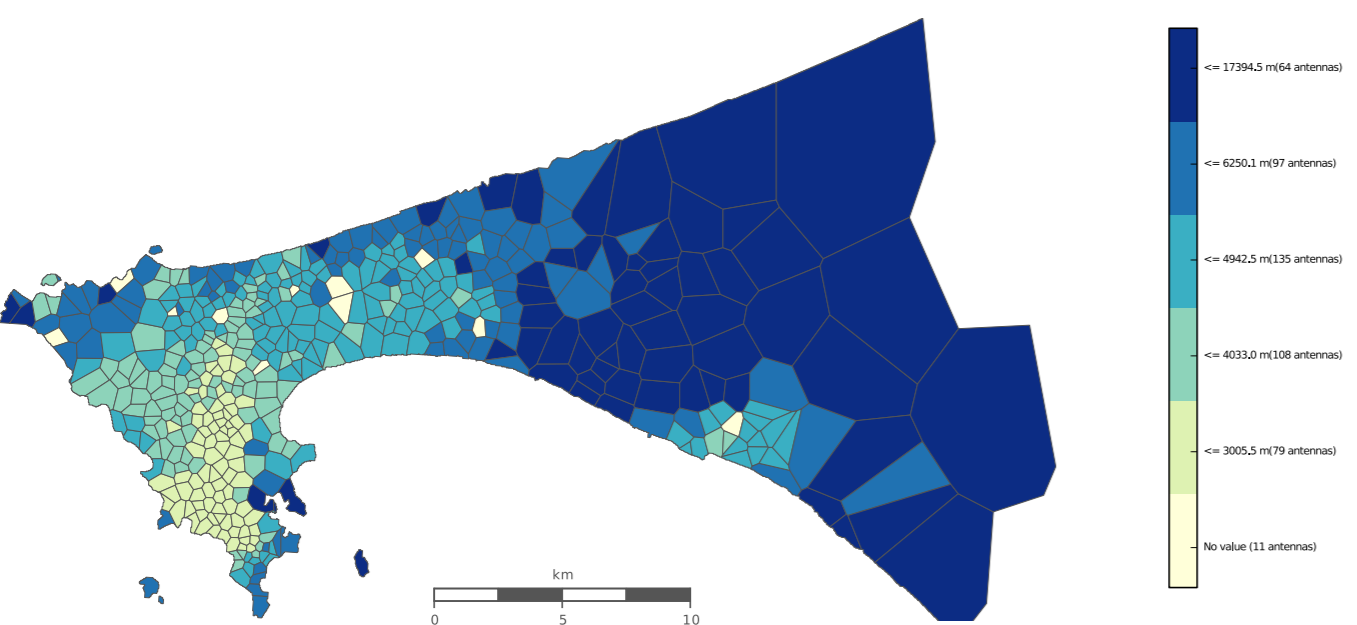 <= 17394.5 m(64 antennas)
<= 6250.1 m(97 antennas)
<= 4942.5 m(135 antennas)
<= 4033.0 m(108 antennas)
<= 3005.5 m(79 antennas)
No value (11 antennas)
km
0 5 10